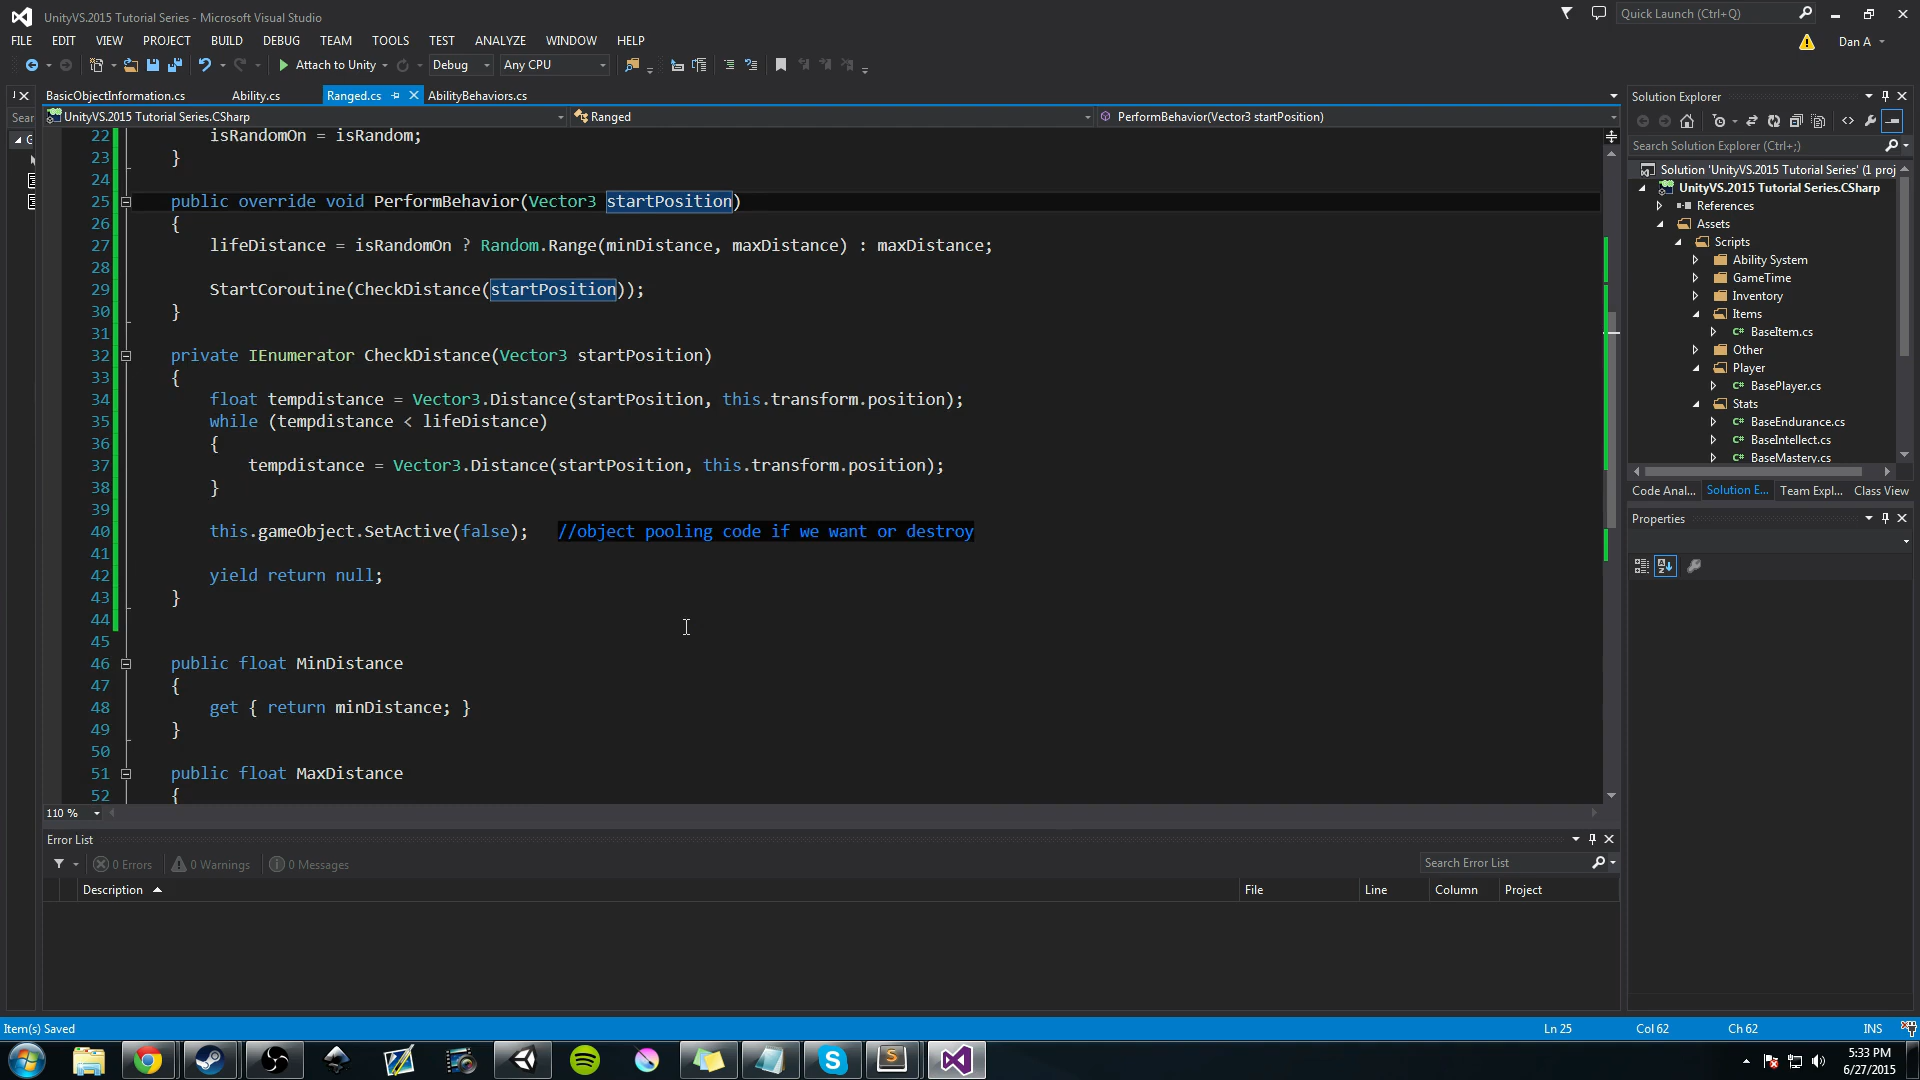 UnityVS.2015 Tutorial Series - Microsoft Visual Studio
Quick Launch (Ctrl+Q)
FILE EDIT VIEW PROJECT BUILD DEBUG TEAM TOOLS TEST ANALYZE WINDOW HELP
Dan A
Attach to Unity Debug Any CPU
BasicObjectInformation.cs Ability.cs Ranged.cs AbilityBehaviors.cs
Sear
UnityVS.2015 Tutorial Series.CSharp Ranged PerformBehavior(Vector3 startPosition)
22 isRandomOn = isRandom;
23 }
24
25 public override void PerformBehavior(Vector3 startPosition)
26 {
27 lifeDistance = isRandomOn ? Random.Range(minDistance, maxDistance) : maxDistance;
28
29 StartCoroutine(CheckDistance(startPosition));
30 }
31
32 private IEnumerator CheckDistance(Vector3 startPosition)
33 {
34 float tempdistance = Vector3.Distance(startPosition, this.transform.position);
35 while (tempdistance < lifeDistance)
36 {
37 tempdistance = Vector3.Distance(startPosition, this.transform.position);
38 }
39
40 this.gameObject.SetActive(false); //object pooling code if we want or destroy
41
42 yield return null;
43 }
44
45
46 public float MinDistance
47 {
48 get { return minDistance; }
49 }
50
51 public float MaxDistance
52 {
110 %
Solution Explorer
Search Solution Explorer (Ctrl+;)
Solution 'UnityVS.2015 Tutorial Series' (1 proj
UnityVS.2015 Tutorial Series.CSharp
References
Assets
Scripts
Ability System
GameTime
Inventory
Items
C# BaseItem.cs
Other
Player
C# BasePlayer.cs
Stats
C# BaseEndurance.cs
C# BaseIntellect.cs
C# BaseMastery.cs
Code Anal... Solution E... Team Expl... Class View
Properties
Error List
0 Errors 0 Warnings 0 Messages
Search Error List
Description File Line Column Project
Item(s) Saved Ln 25 Col 62 Ch 62 INS
5:33 PM
6/27/2015